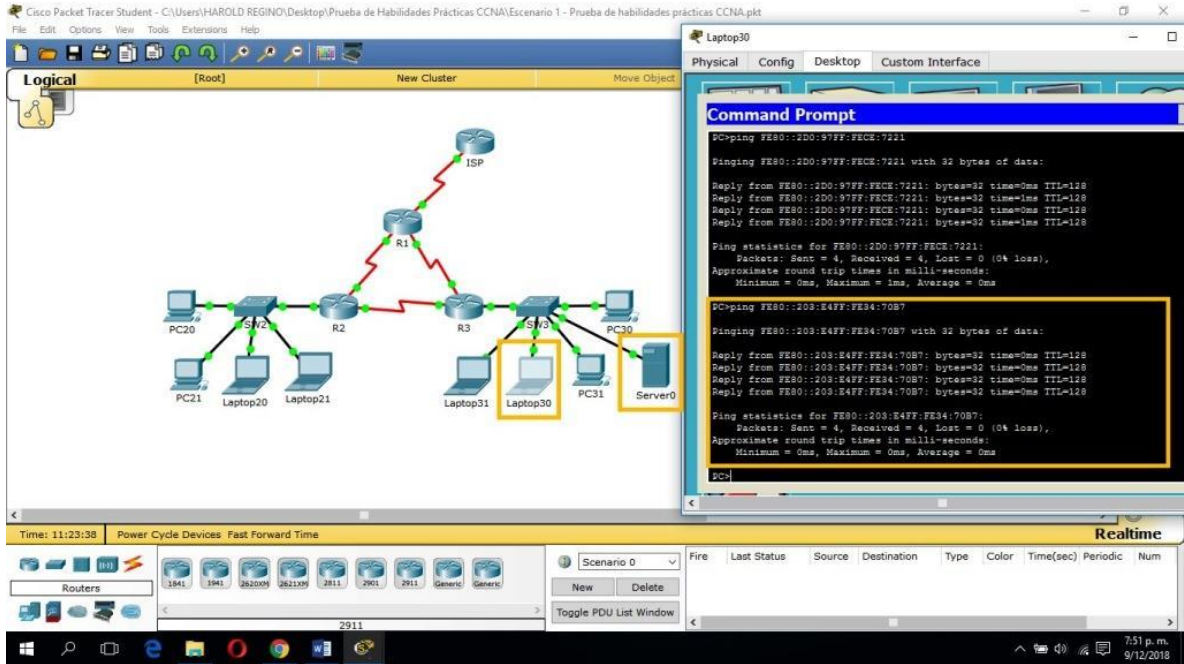 Cisco Packet Tracer Student - C:\Users\HAROLD REGINO\Desktop\Prueba de Habilidades Prácticas CCNA\Escenario 1 - Prueba de habilidades prácticas CCNA.pkt
File Edit Options View Tools Extensions Help
Logical [Root] New Cluster Move Object
ISP
R1
PC20 SW2 R2 R3 SW3 PC30
PC21 Laptop20 Laptop21 Laptop31 Laptop30 PC31 Server0
Laptop30
Physical Config Desktop Custom Interface
Command Prompt
PC>ping FE80::2D0:97FF:FECE:7221
Pinging FE80::2D0:97FF:FECE:7221 with 32 bytes of data:
Reply from FE80::2D0:97FF:FECE:7221: bytes=32 time=0ms TTL=128
Reply from FE80::2D0:97FF:FECE:7221: bytes=32 time=1ms TTL=128
Reply from FE80::2D0:97FF:FECE:7221: bytes=32 time=0ms TTL=128
Reply from FE80::2D0:97FF:FECE:7221: bytes=32 time=1ms TTL=128
Ping statistics for FE80::2D0:97FF:FECE:7221:
Packets: Sent = 4, Received = 4, Lost = 0 (0% loss),
Approximate round trip times in milli-seconds:
Minimum = 0ms, Maximum = 1ms, Average = 0ms
PC>ping FE80::203:E4FF:FE34:70B7
Pinging FE80::203:E4FF:FE34:70B7 with 32 bytes of data:
Reply from FE80::203:E4FF:FE34:70B7: bytes=32 time=0ms TTL=128
Reply from FE80::203:E4FF:FE34:70B7: bytes=32 time=0ms TTL=128
Reply from FE80::203:E4FF:FE34:70B7: bytes=32 time=0ms TTL=128
Reply from FE80::203:E4FF:FE34:70B7: bytes=32 time=0ms TTL=128
Ping statistics for FE80::203:E4FF:FE34:70B7:
Packets: Sent = 4, Received = 4, Lost = 0 (0% loss),
Approximate round trip times in milli-seconds:
Minimum = 0ms, Maximum = 0ms, Average = 0ms
PC>
Time: 11:23:38 Power Cycle Devices Fast Forward Time Realtime
Routers
1841 1941 2620XM 2621XM 2811 2901 2911 Generic Generic
2911
Scenario 0
New Delete
Toggle PDU List Window
Fire Last Status Source Destination Type Color Time(sec) Periodic Num
7:51 p. m.
9/12/2018